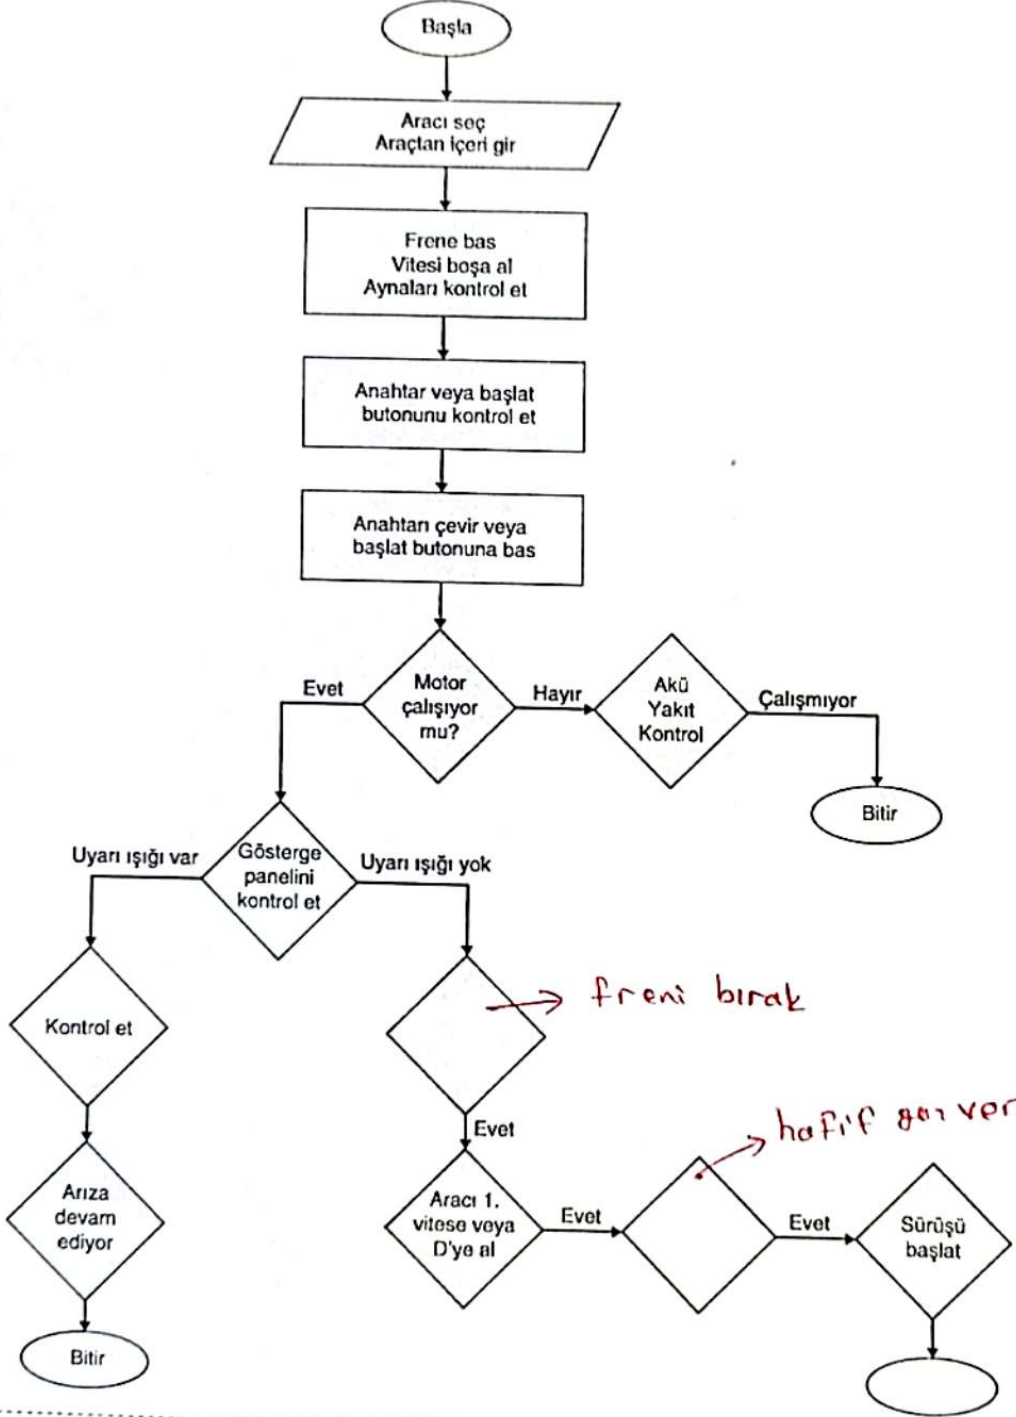 Başla
Aracı seç
Araçtan içeri gir
Frene bas
Vitesi boşa al
Aynaları kontrol et
Anahtar veya başlat
butonunu kontrol et
Anahtarı çevir veya
başlat butonuna bas
Motor
çalışıyor
mu?
Evet
Hayır
Akü
Yakıt
Kontrol
Çalışmıyor
Bitir
Gösterge
panelini
kontrol et
Uyarı ışığı var
Uyarı ışığı yok
Kontrol et
freni bırak
Evet
Arıza
devam
ediyor
Bitir
Aracı 1.
vitese veya
D'ye al
Evet
hafif gaz ver
Evet
Sürüşü
başlat